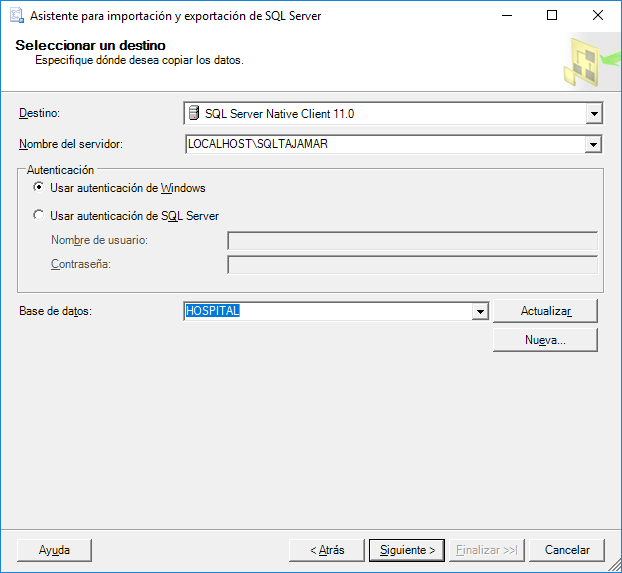 Asistente para importación y exportación de SQL Server
Seleccionar un destino
Especifique dónde desea copiar los datos.
Destino:
SQL Server Native Client 11.0
Nombre del servidor:
LOCALHOST\SQLTAJAMAR
Autenticación
Usar autenticación de Windows
Usar autenticación de SQL Server
Nombre de usuario:
Contraseña:
Base de datos:
HOSPITAL
Actualizar
Nueva...
Ayuda
< Atrás
Siguiente >
Finalizar >>|
Cancelar